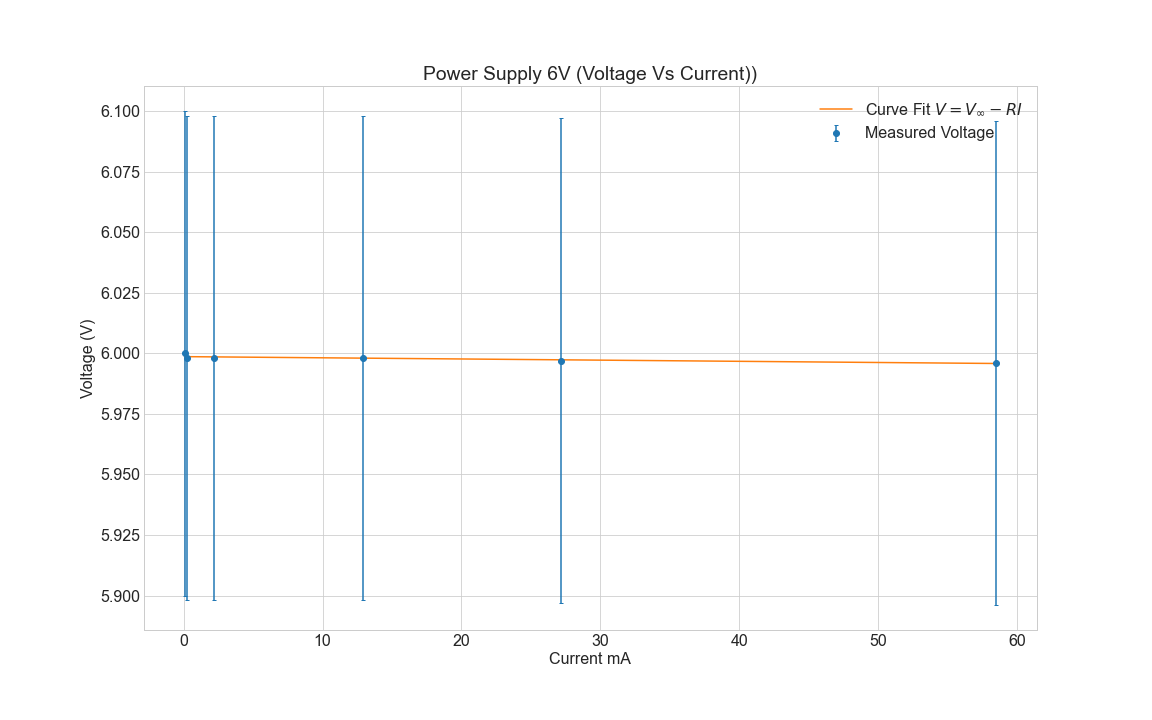 Power Supply 6V (Voltage Vs Current))
Curve Fit V = V∞ − RI
Measured Voltage
6.100
6.075
6.050
6.025
6.000
5.975
5.950
5.925
5.900
Voltage (V)
0 10 20 30 40 50 60
Current mA